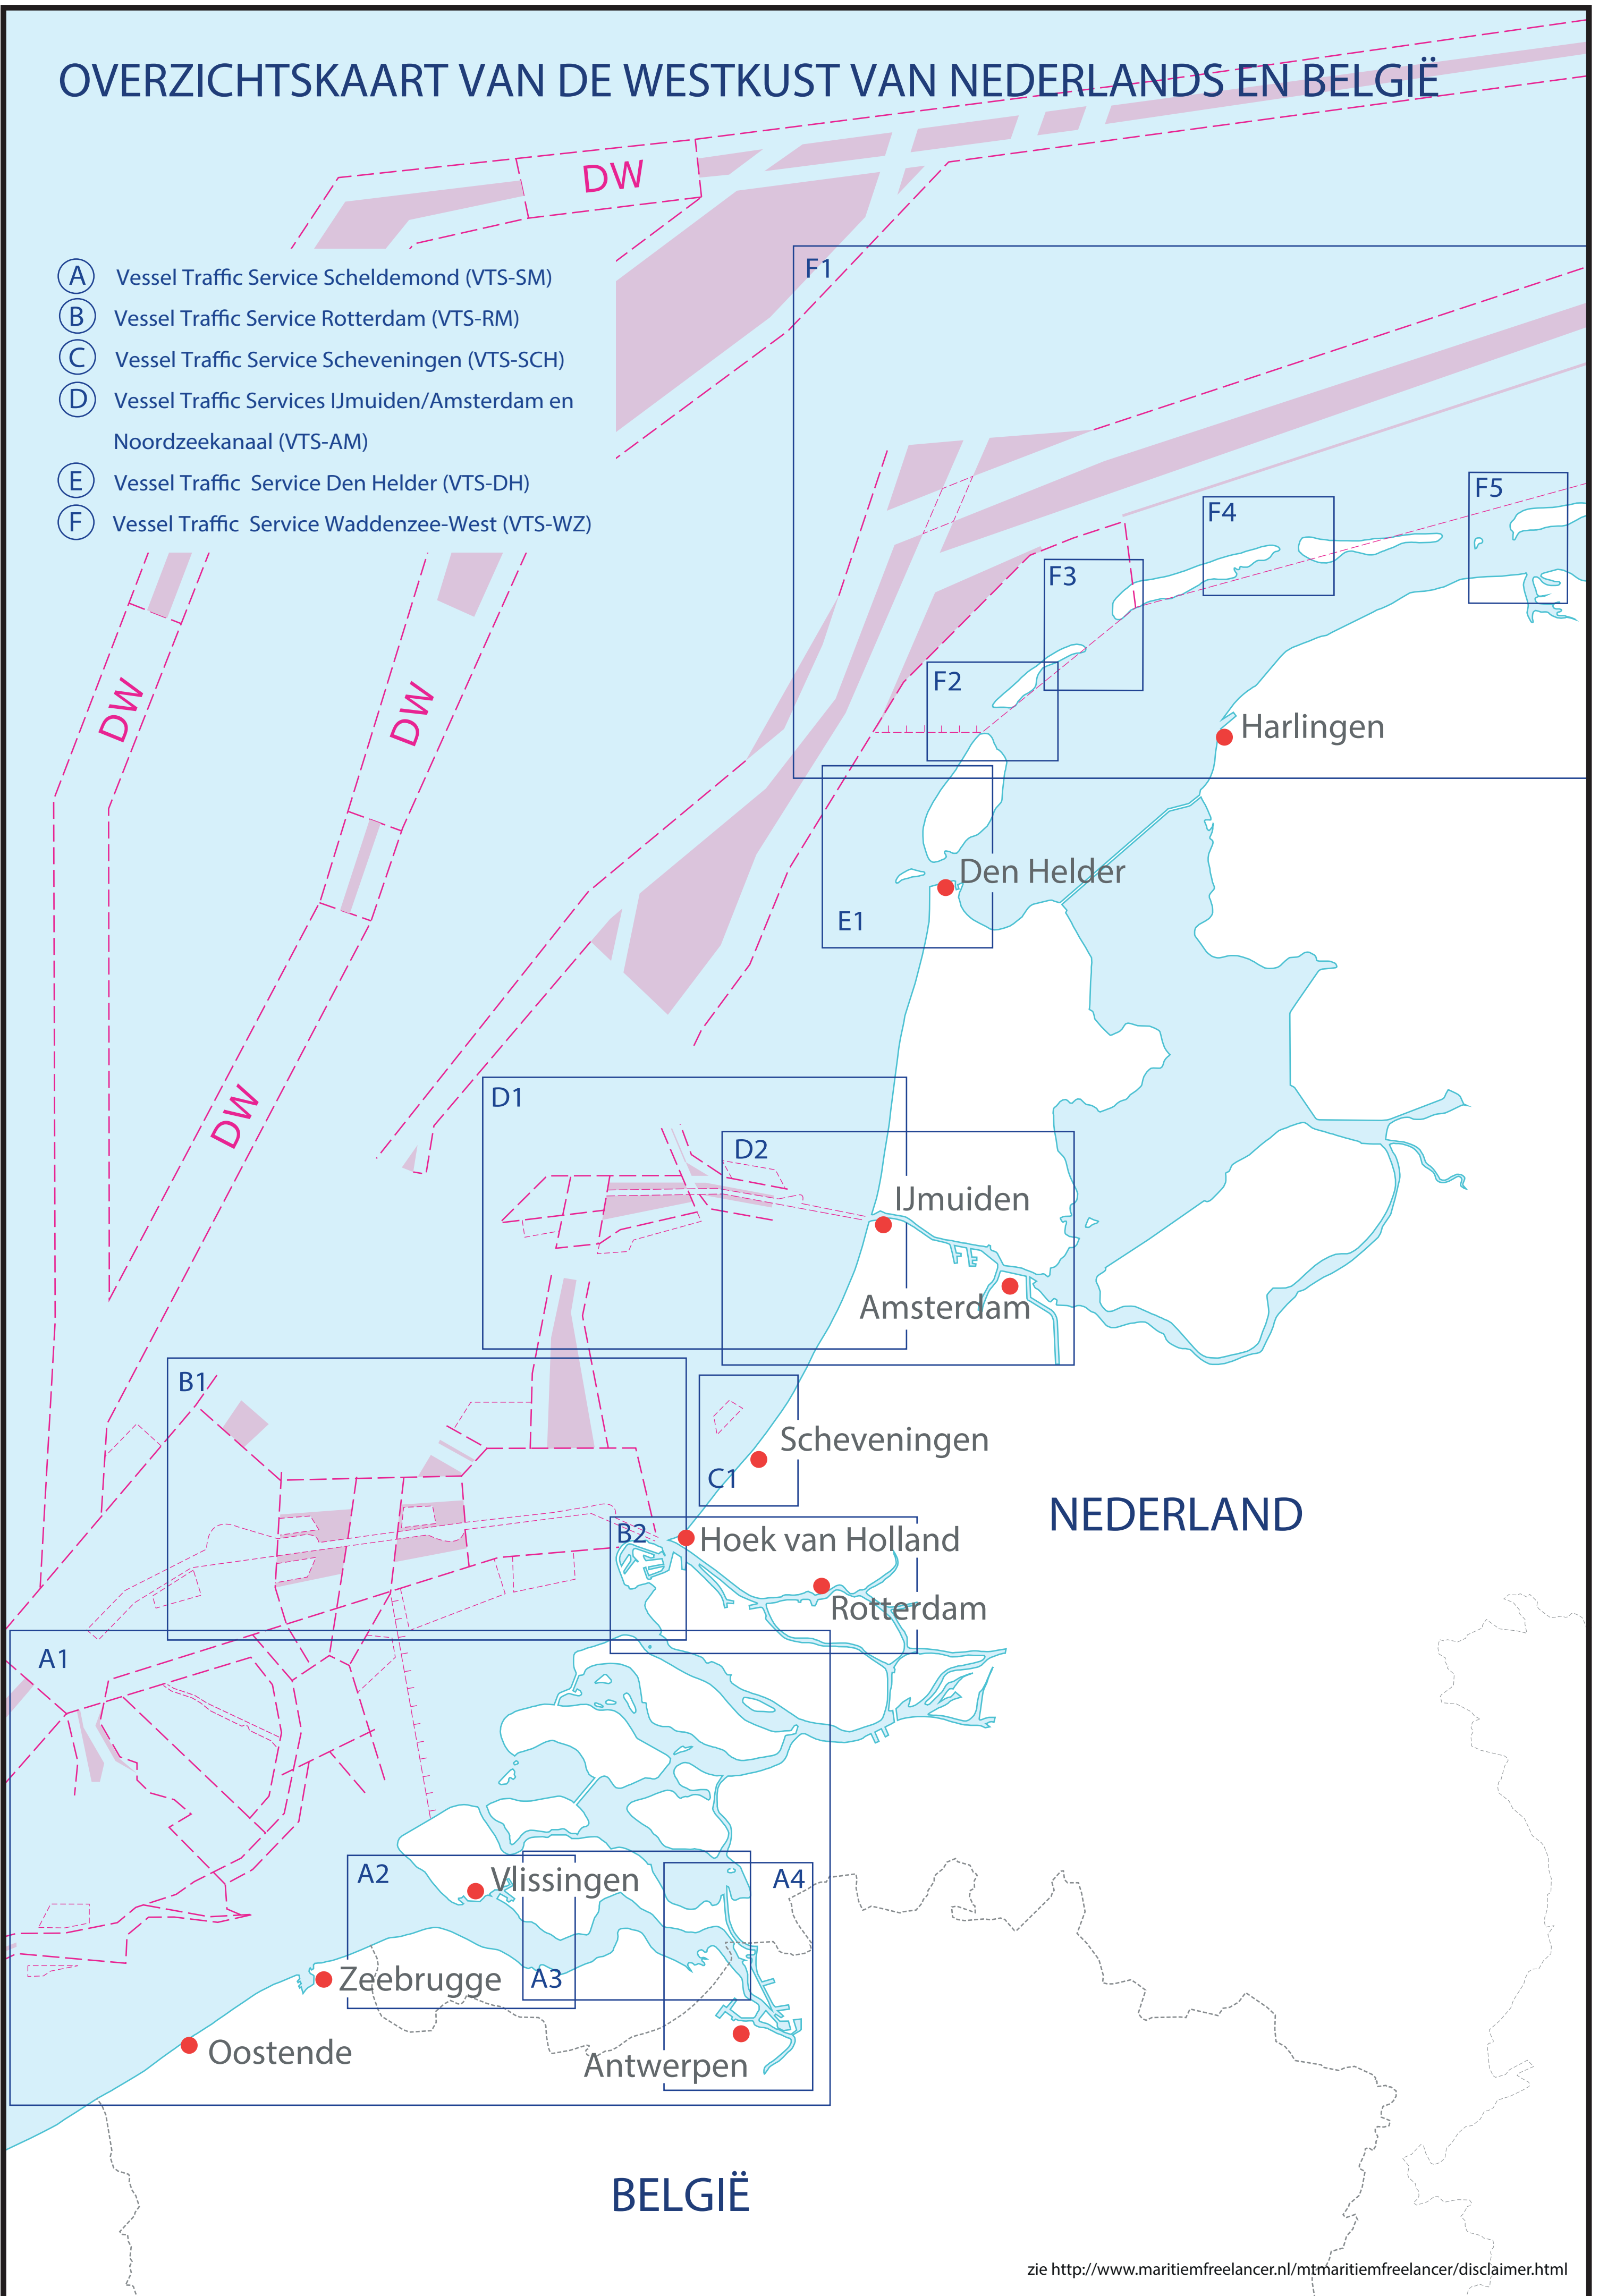 OVERZICHTSKAART VAN DE WESTKUST VAN NEDERLANDS EN BELGIË
DW
A Vessel Traffic Service Scheldemond (VTS-SM)
B Vessel Traffic Service Rotterdam (VTS-RM)
C Vessel Traffic Service Scheveningen (VTS-SCH)
D Vessel Traffic Services IJmuiden/Amsterdam en
Noordzeekanaal (VTS-AM)
E Vessel Traffic Service Den Helder (VTS-DH)
F Vessel Traffic Service Waddenzee-West (VTS-WZ)
F1
F5
F4
F3
F2
DW
DW
Harlingen
Den Helder
E1
D1
DW
D2
IJmuiden
Amsterdam
B1
Scheveningen
C1
NEDERLAND
B2
Hoek van Holland
Rotterdam
A1
A2
Vlissingen
A4
Zeebrugge
A3
Oostende
Antwerpen
BELGIË
zie http://www.maritiemfreelancer.nl/mtmaritiemfreelancer/disclaimer.html